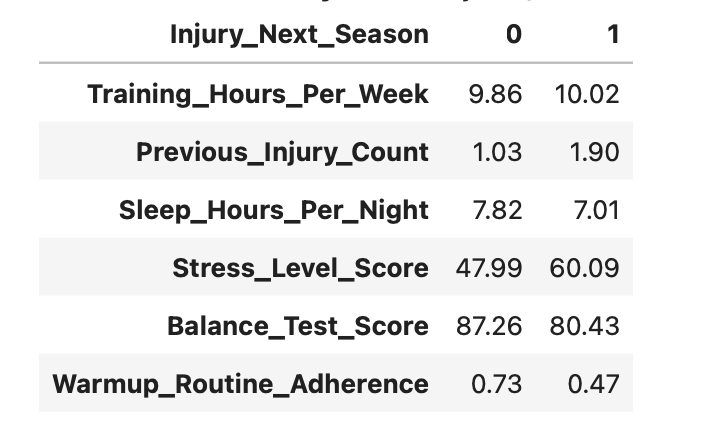 Injury_Next_Season 0 1
Training_Hours_Per_Week 9.86 10.02
Previous_Injury_Count 1.03 1.90
Sleep_Hours_Per_Night 7.82 7.01
Stress_Level_Score 47.99 60.09
Balance_Test_Score 87.26 80.43
Warmup_Routine_Adherence 0.73 0.47